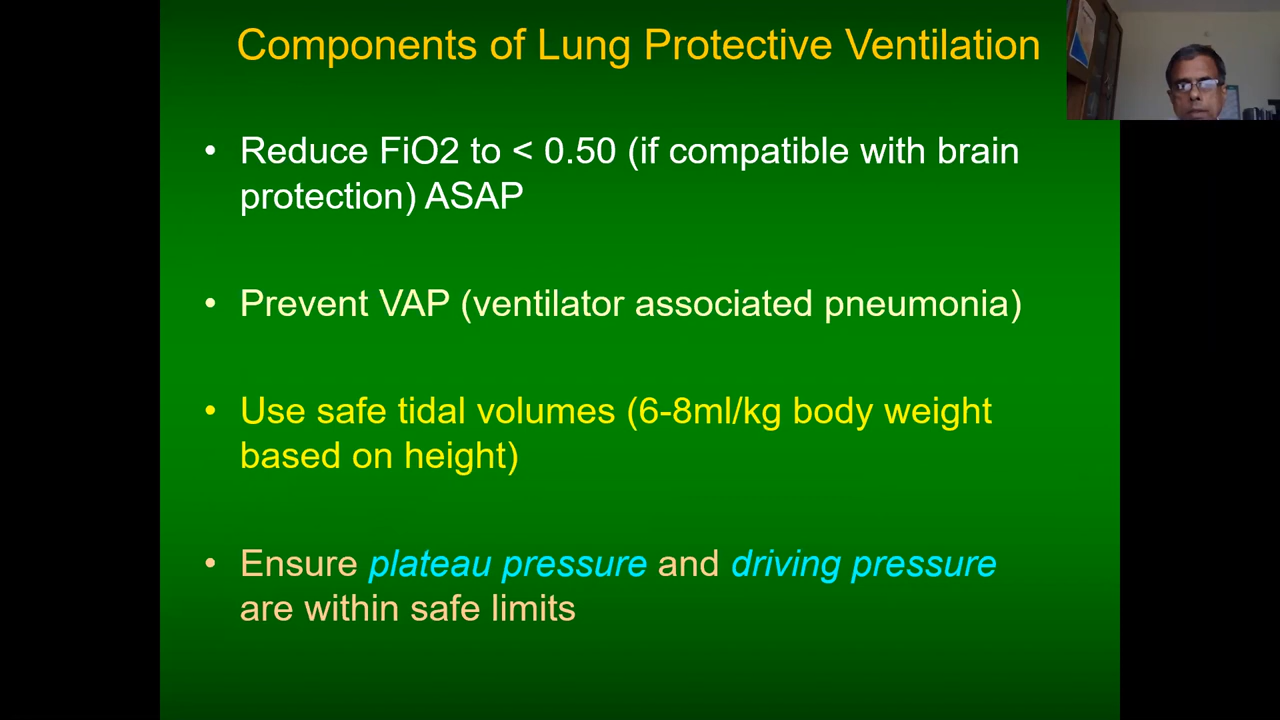 Components of Lung Protective Ventilation
• Reduce FiO2 to < 0.50 (if compatible with brain
protection) ASAP
• Prevent VAP (ventilator associated pneumonia)
• Use safe tidal volumes (6-8ml/kg body weight
based on height)
• Ensure plateau pressure and driving pressure
are within safe limits